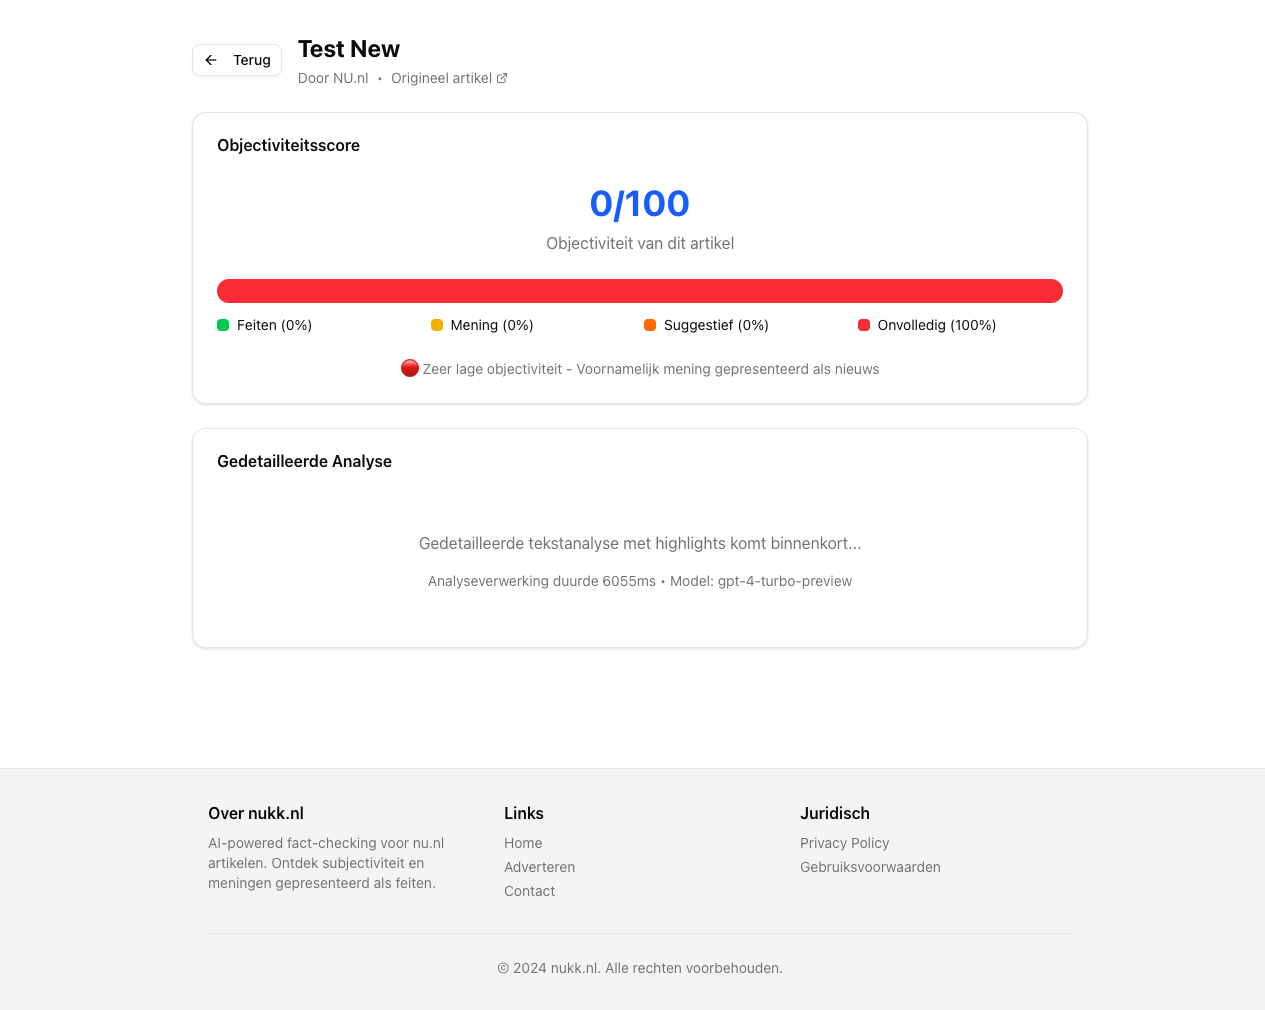 Terug
Test New
Door NU.nl • Origineel artikel
Objectiviteitsscore
0/100
Objectiviteit van dit artikel
Feiten (0%)
Mening (0%)
Suggestief (0%)
Onvolledig (100%)
Zeer lage objectiviteit - Voornamelijk mening gepresenteerd als nieuws
Gedetailleerde Analyse
Gedetailleerde tekstanalyse met highlights komt binnenkort...
Analyseverwerking duurde 6055ms • Model: gpt-4-turbo-preview
Over nukk.nl
AI-powered fact-checking voor nu.nl
artikelen. Ontdek subjectiviteit en
meningen gepresenteerd als feiten.
Links
Home
Adverteren
Contact
Juridisch
Privacy Policy
Gebruiksvoorwaarden
© 2024 nukk.nl. Alle rechten voorbehouden.